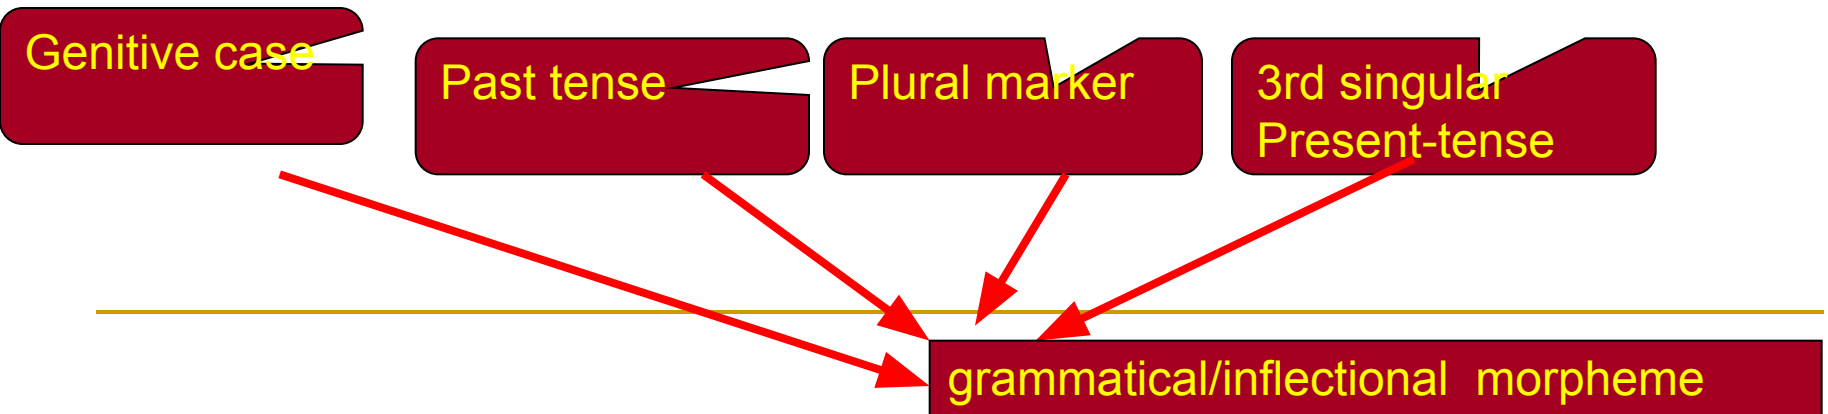 Genitive case
Past tense
Plural marker
3rd singular
Present-tense
grammatical/inflectional morpheme